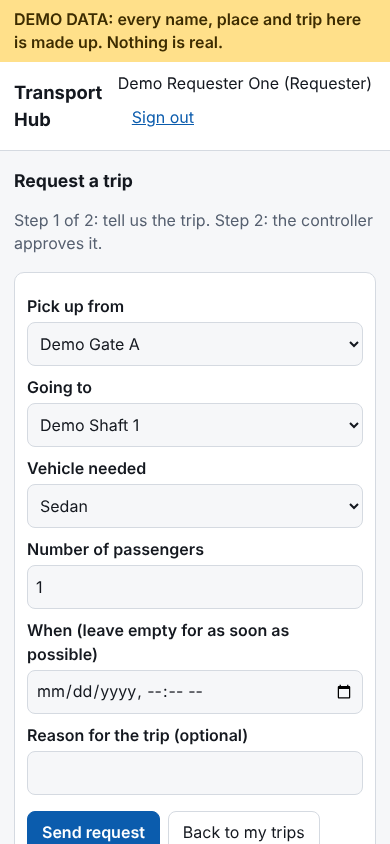 DEMO DATA: every name, place and trip here
is made up. Nothing is real.
Transport
Hub
Demo Requester One (Requester)
Sign out
Request a trip
Step 1 of 2: tell us the trip. Step 2: the controller
approves it.
Pick up from
Demo Gate A
Going to
Demo Shaft 1
Vehicle needed
Sedan
Number of passengers
1
When (leave empty for as soon as
possible)
mm/dd/yyyy, --:-- --
Reason for the trip (optional)
Send request
Back to my trips